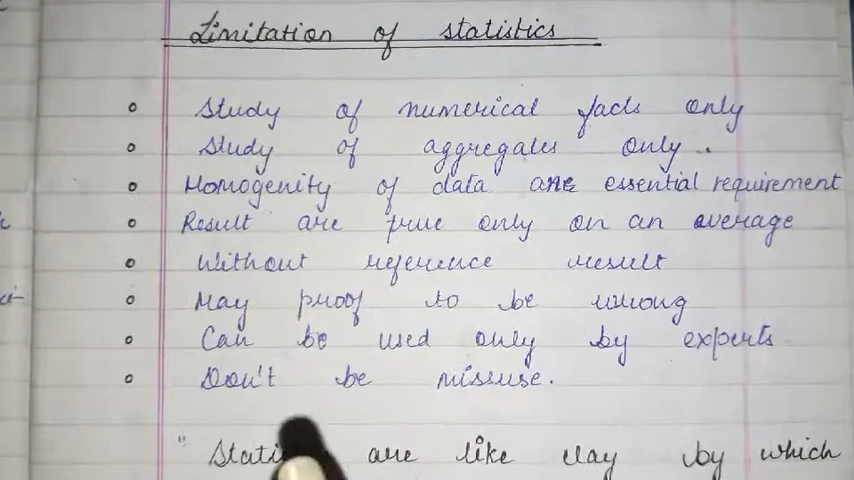 Limitation of statistics
Study of numerical facts only
Study of aggregates only.
Homogenity of data are essential requirement
Result are true only on an average
Without reference result
May proof to be wrong
Can be used only by experts
Don't be missuse.
" are like clay by which